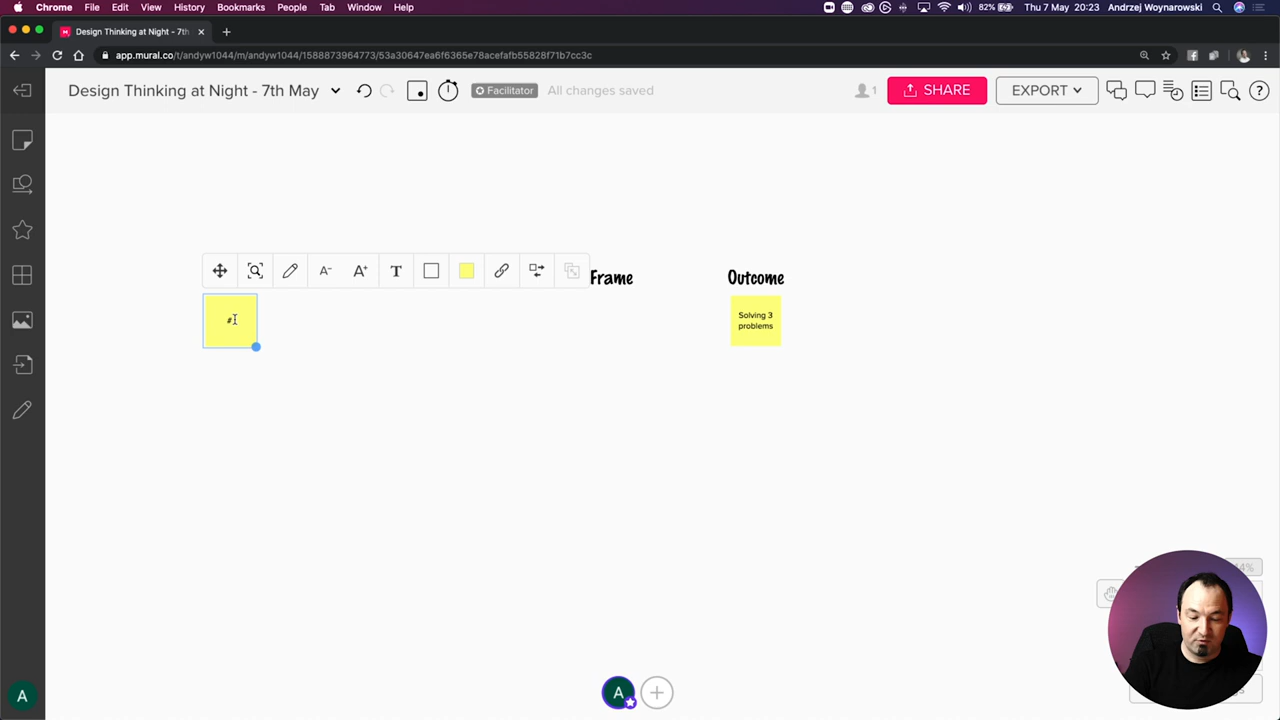 Chrome File Edit View History Bookmarks People Tab Window Help 82% Thu 7 May 20:23 Andrzej Woynarowski
Design Thinking at Night - 7th
app.mural.co/t/andyw1044/m/andyw1044/1588873964773/53a30647ea6f6365e78acefafb55828f71b7cc3c
Design Thinking at Night - 7th May Facilitator All changes saved 1 SHARE EXPORT
A- A+ T
Frame Outcome
#
Solving 3
problems
A
A